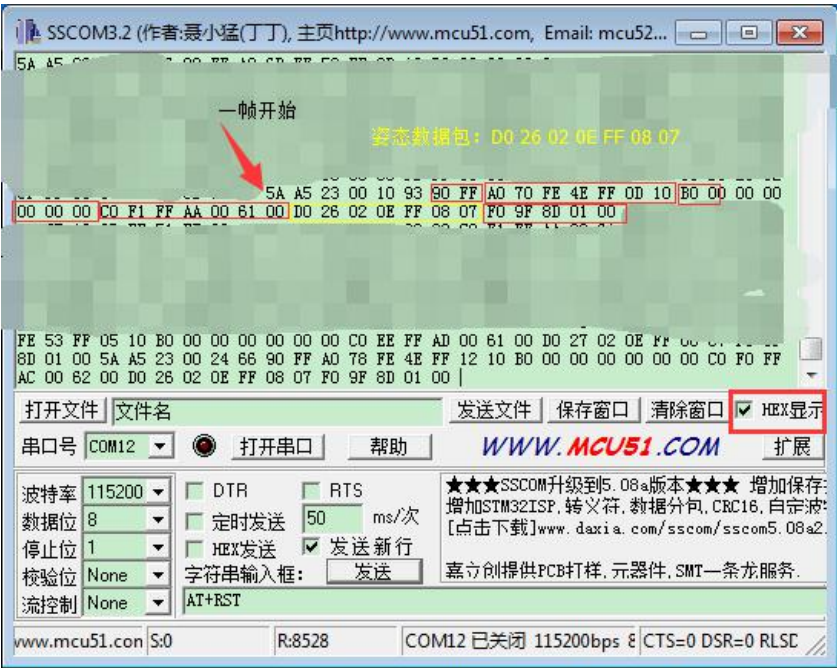 SSCOM3.2 (作者:聂小猛(丁丁), 主页http://www.mcu51.com, Email: mcu52...
一帧开始
姿态数据包: D0 26 02 0E FF 08 07
5A A5 23 00 10 93 90 FF A0 70 FE 4E FF 0D 10 B0 00 00 00
00 00 00 C0 F1 FF AA 00 61 00 D0 26 02 0E FF 08 07 F0 9F 8D 01 00
FE 53 FF 05 10 B0 00 00 00 00 00 00 C0 EE FF AD 00 61 00 D0 27 02 0E FF
8D 01 00 5A A5 23 00 24 66 90 FF A0 78 FE 4E FF 12 10 B0 00 00 00 00 00 00 C0 F0 FF
AC 00 62 00 D0 26 02 0E FF 08 07 F0 9F 8D 01 00
打开文件 文件名 发送文件 保存窗口 清除窗口 HEX显示
串口号 COM12 打开串口 帮助 WWW.MCU51.COM 扩展
波特率 115200 DTR RTS
数据位 8 定时发送 50 ms/次
停止位 1 HEX发送 发送新行
校验位 None 字符串输入框: 发送
流控制 None AT+RST
★★★SSCOM升级到5.08a版本★★★ 增加保存
增加STM32ISP,转义符,数据分包,CRC16,自定波
[点击下载]www.daxia.com/sscom/sscom5.08a2.
嘉立创提供PCB打样,元器件,SMT一条龙服务.
www.mcu51.con S:0 R:8528 COM12 已关闭 115200bps 8 CTS=0 DSR=0 RLSD